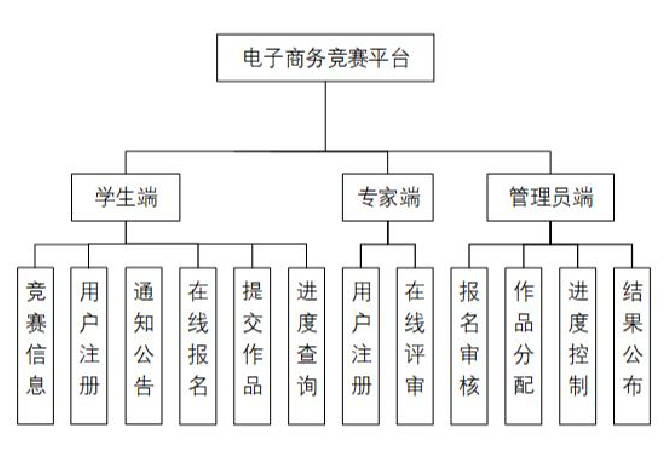 电子商务竞赛平台
学生端
专家端
管理员端
竞赛信息
用户注册
通知公告
在线报名
提交作品
进度查询
用户注册
在线评审
报名审核
作品分配
进度控制
结果公布